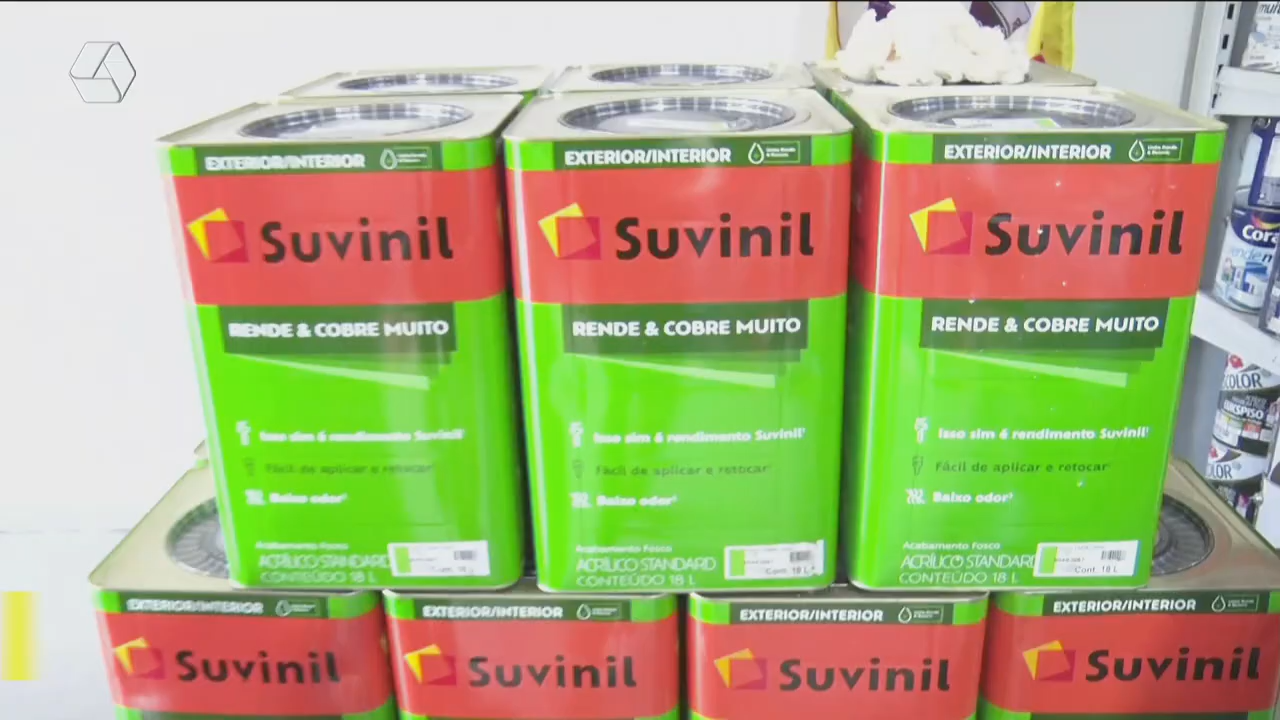 EXTERIOR/INTERIOR
Suvinil
RENDE & COBRE MUITO
Isso sim é rendimento Suvinil
Fácil de aplicar e retocar
Baixo odor
Acabamento Fosco
ACRÍLICO STANDARD
CONTEÚDO 18 L
EXTERIOR/INTERIOR
Suvinil
RENDE & COBRE MUITO
Isso sim é rendimento Suvinil
Fácil de aplicar e retocar
Baixo odor
Acabamento Fosco
ACRÍLICO STANDARD
CONTEÚDO 18 L
Cont. 18 L
EXTERIOR/INTERIOR
Suvinil
RENDE & COBRE MUITO
Isso sim é rendimento Suvinil
Fácil de aplicar e retocar
Baixo odor
Acabamento Fosco
ACRÍLICO STANDARD
CONTEÚDO 18 L
Cont. 18 L
EXTERIOR/INTERIOR
Suvinil
EXTERIOR/INTERIOR
Suvinil
EXTERIOR/INTERIOR
Suvinil
EXTERIOR/INTERIOR
Suvinil